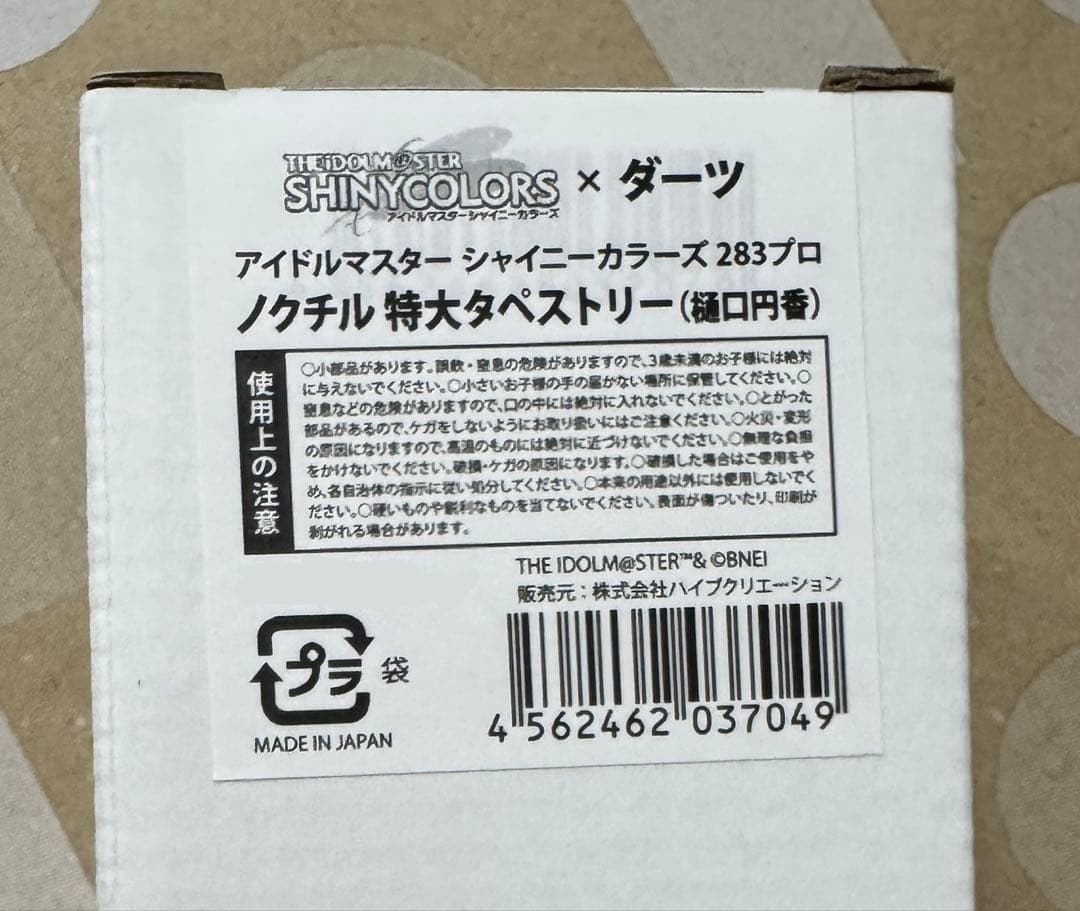 THE iDOLM@STER
SHINYCOLORS × ダーツ
アイドルマスターシャイニーカラーズ
アイドルマスター シャイニーカラーズ 283プロ
ノクチル 特大タペストリー(樋口円香)
使用上の注意
○小部品があります。誤飲・窒息の危険がありますので、3歳未満のお子様には絶対
に与えないでください。○小さいお子様の手の届かない場所に保管してください。○
窒息などの危険がありますので、口の中には絶対に入れないでください。○とがった
部品があるので、ケガをしないようにお取り扱いにはご注意ください。○火災・変形
の原因になりますので、高温のものには絶対に近づけないでください。○無理な負担
をかけないでください。破損・ケガの原因になります。○破損した場合はご使用をや
め、各自治体の指示に従い処分してください。○本来の用途以外には使用しないでく
ださい。○硬いものや鋭利なものを当てないでください。表面が傷ついたり、印刷が
剥がれる場合があります。
THE IDOLM@STER™& ©BNEI
販売元:株式会社ハイブクリエーション
プラ 袋
MADE IN JAPAN
4 562462 037049